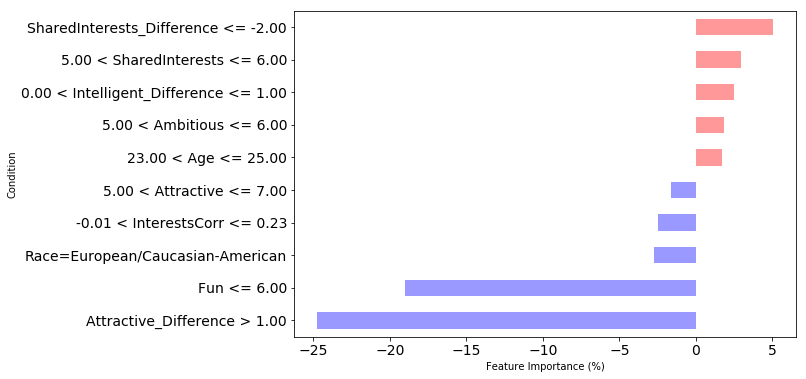 SharedInterests_Difference <= -2.00
5.00 < SharedInterests <= 6.00
0.00 < Intelligent_Difference <= 1.00
5.00 < Ambitious <= 6.00
23.00 < Age <= 25.00
5.00 < Attractive <= 7.00
-0.01 < InterestsCorr <= 0.23
Race=European/Caucasian-American
Fun <= 6.00
Attractive_Difference > 1.00
Condition
−25 −20 −15 −10 −5 0 5
Feature Importance (%)